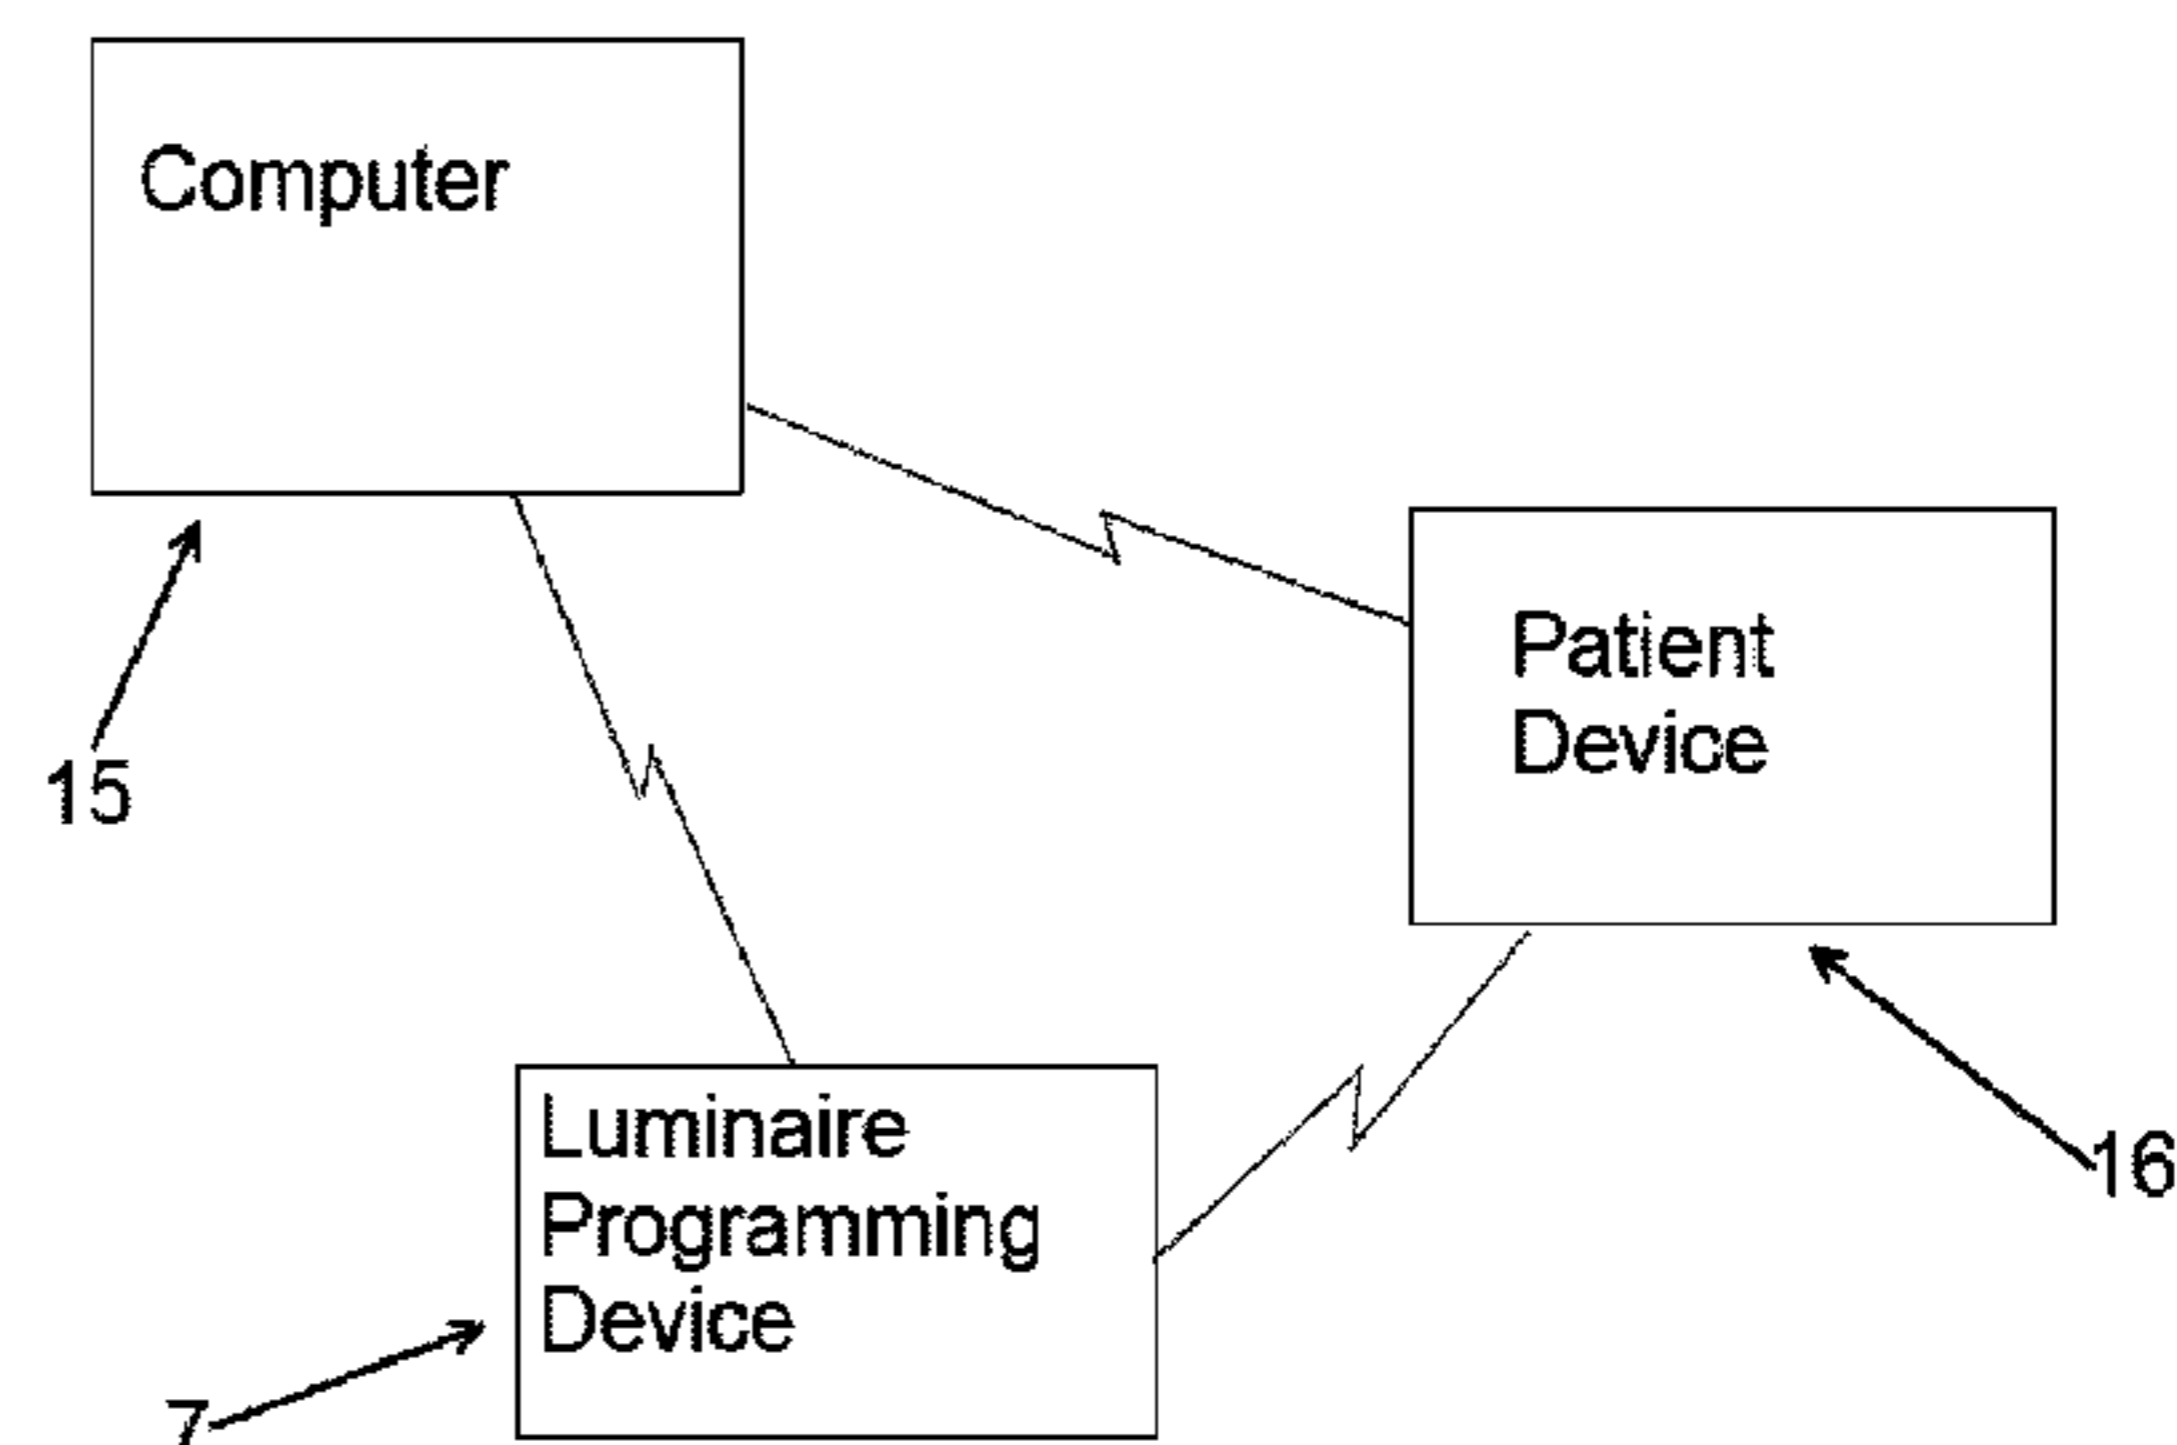 Computer
Patient
Device
15
Luminaire
Programming
Device
16
7